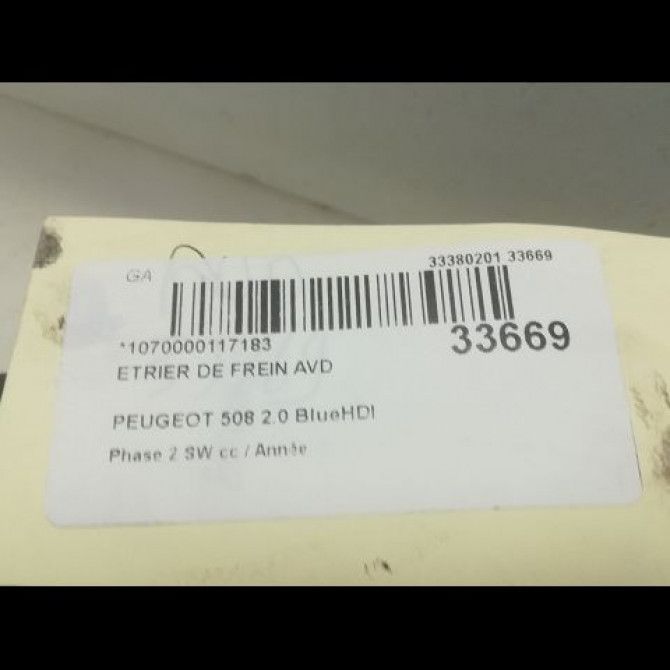 GA
33380201 33669
*1070000117183
33669
ETRIER DE FREIN AVD
PEUGEOT 508 2.0 BlueHDI
Phase 2 SW cc / Année